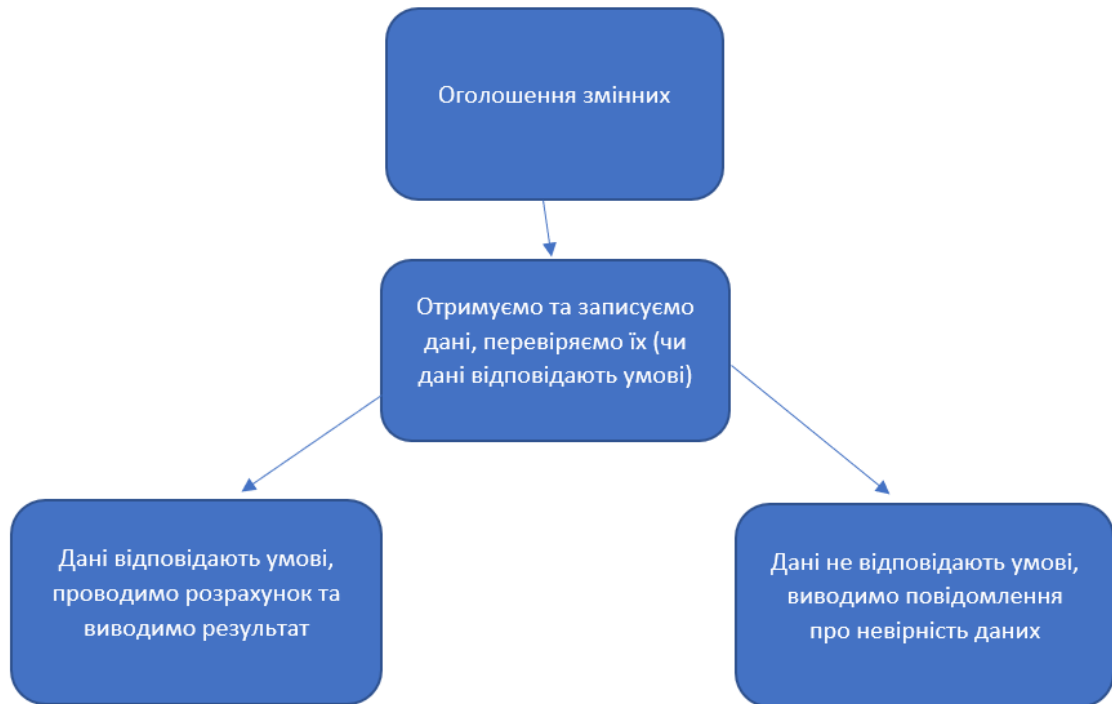 Оголошення змінних
Отримуємо та записуємо
дані, перевіряємо їх (чи
дані відповідають умові)
Дані відповідають умові,
проводимо розрахунок та
виводимо результат
Дані не відповідають умові,
виводимо повідомлення
про невірність даних